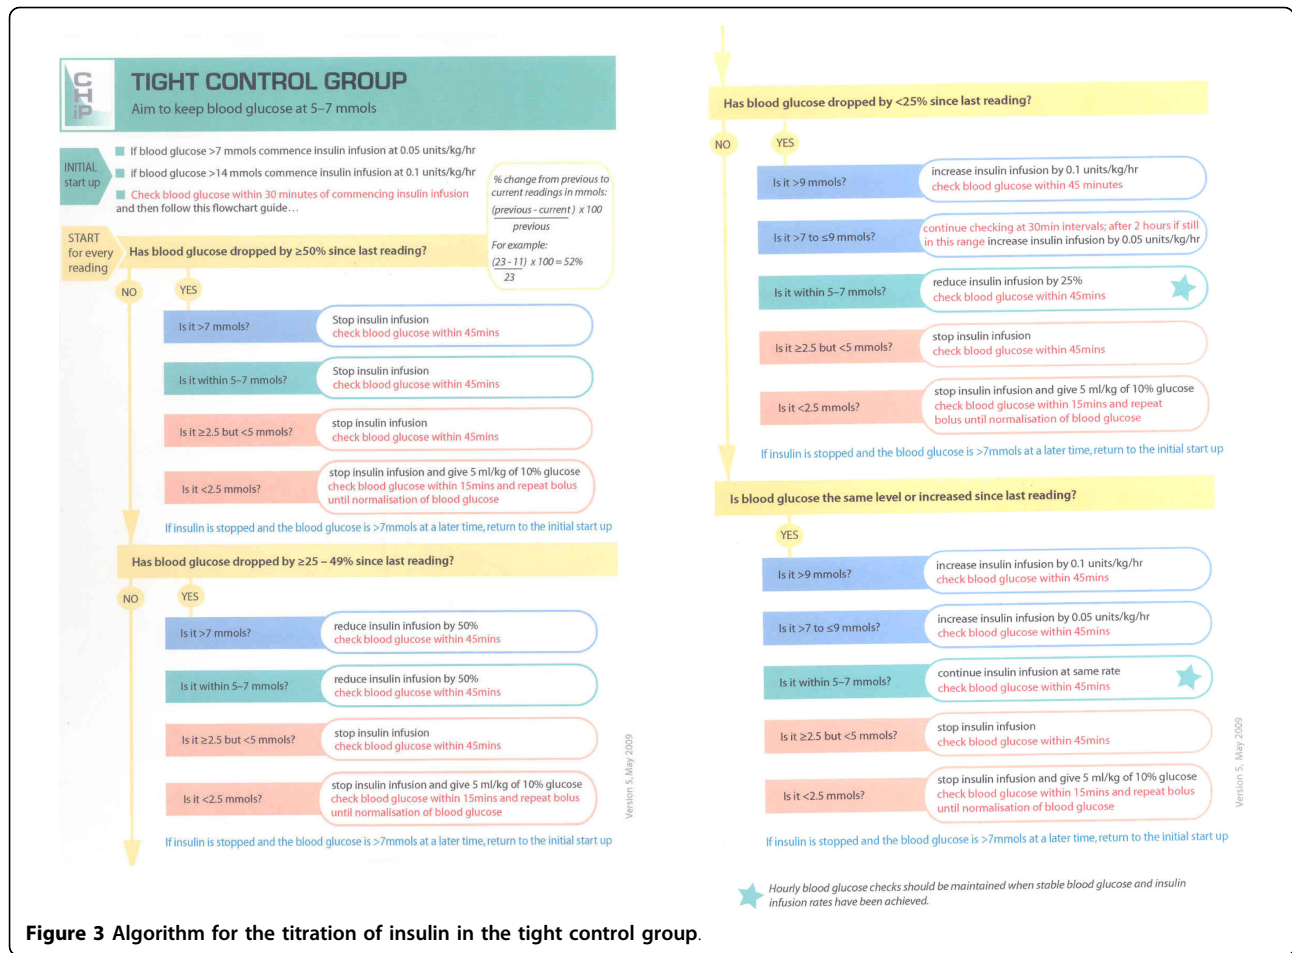 CHiP
TIGHT CONTROL GROUP
Aim to keep blood glucose at 5–7 mmols
INITIAL
start up
If blood glucose >7 mmols commence insulin infusion at 0.05 units/kg/hr
if blood glucose >14 mmols commence insulin infusion at 0.1 units/kg/hr
Check blood glucose within 30 minutes of commencing insulin infusion
and then follow this flowchart guide…
% change from previous to
current readings in mmols:
(previous - current) x 100
previous
For example:
(23 - 11) x 100 = 52%
23
START
for every
reading
Has blood glucose dropped by ≥50% since last reading?
NO
YES
Is it >7 mmols?
Stop insulin infusion
check blood glucose within 45mins
Is it within 5–7 mmols?
Stop insulin infusion
check blood glucose within 45mins
Is it ≥2.5 but <5 mmols?
stop insulin infusion
check blood glucose within 45mins
Is it <2.5 mmols?
stop insulin infusion and give 5 ml/kg of 10% glucose
check blood glucose within 15mins and repeat bolus
until normalisation of blood glucose
If insulin is stopped and the blood glucose is >7mmols at a later time, return to the initial start up
Has blood glucose dropped by ≥25 – 49% since last reading?
NO
YES
Is it >7 mmols?
reduce insulin infusion by 50%
check blood glucose within 45mins
Is it within 5–7 mmols?
reduce insulin infusion by 50%
check blood glucose within 45mins
Is it ≥2.5 but <5 mmols?
stop insulin infusion
check blood glucose within 45mins
Is it <2.5 mmols?
stop insulin infusion and give 5 ml/kg of 10% glucose
check blood glucose within 15mins and repeat bolus
until normalisation of blood glucose
If insulin is stopped and the blood glucose is >7mmols at a later time, return to the initial start up
Version 5, May 2009
Has blood glucose dropped by <25% since last reading?
NO
YES
Is it >9 mmols?
increase insulin infusion by 0.1 units/kg/hr
check blood glucose within 45 minutes
Is it >7 to ≤9 mmols?
continue checking at 30min intervals; after 2 hours if still
in this range increase insulin infusion by 0.05 units/kg/hr
Is it within 5–7 mmols?
reduce insulin infusion by 25%
check blood glucose within 45mins
Is it ≥2.5 but <5 mmols?
stop insulin infusion
check blood glucose within 45mins
Is it <2.5 mmols?
stop insulin infusion and give 5 ml/kg of 10% glucose
check blood glucose within 15mins and repeat
bolus until normalisation of blood glucose
If insulin is stopped and the blood glucose is >7mmols at a later time, return to the initial start up
Is blood glucose the same level or increased since last reading?
YES
Is it >9 mmols?
increase insulin infusion by 0.1 units/kg/hr
check blood glucose within 45mins
Is it >7 to ≤9 mmols?
increase insulin infusion by 0.05 units/kg/hr
check blood glucose within 45mins
Is it within 5–7 mmols?
continue insulin infusion at same rate
check blood glucose within 45mins
Is it ≥2.5 but <5 mmols?
stop insulin infusion
check blood glucose within 45mins
Is it <2.5 mmols?
stop insulin infusion and give 5 ml/kg of 10% glucose
check blood glucose within 15mins and repeat bolus
until normalisation of blood glucose
If insulin is stopped and the blood glucose is >7mmols at a later time, return to the initial start up
Version 5, May 2009
Hourly blood glucose checks should be maintained when stable blood glucose and insulin
infusion rates have been achieved.
Figure 3 Algorithm for the titration of insulin in the tight control group.